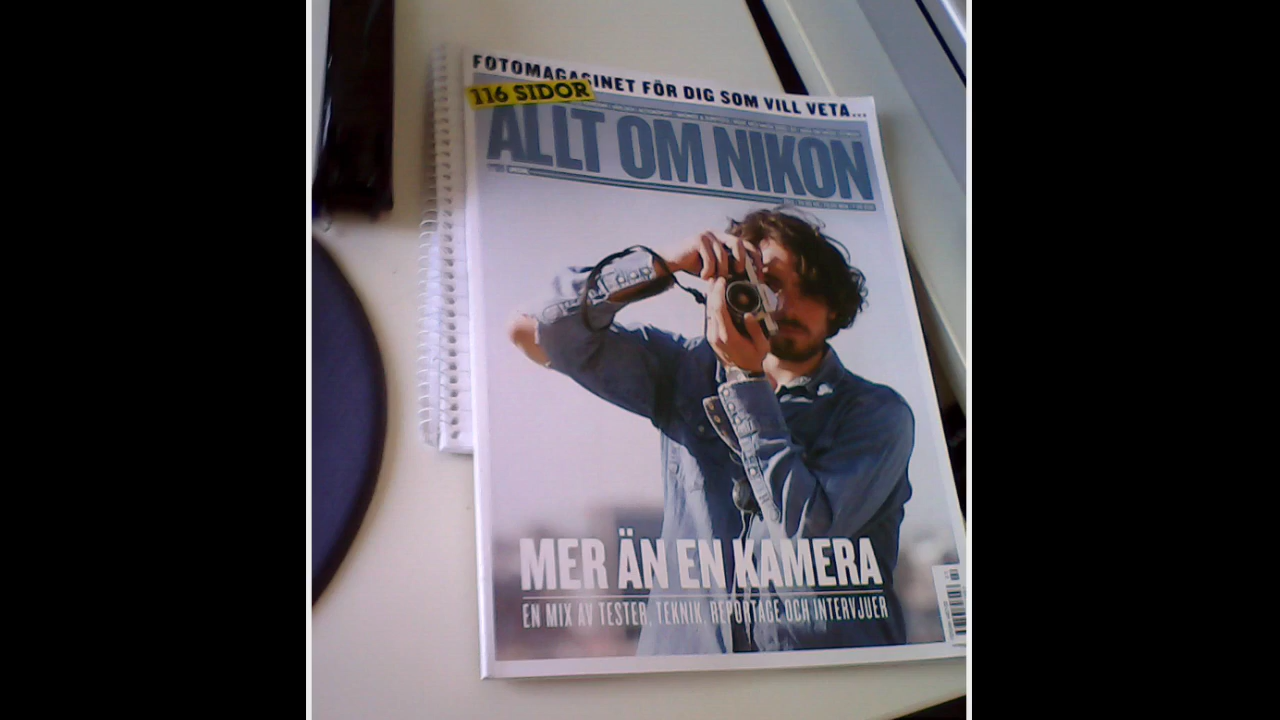 FOTOMAGASINET FÖR DIG SOM VILL VETA...
116 SIDOR
ALLT OM NIKON
MER ÄN EN KAMERA
EN MIX AV TESTER, TEKNIK, REPORTAGE OCH INTERVJUER